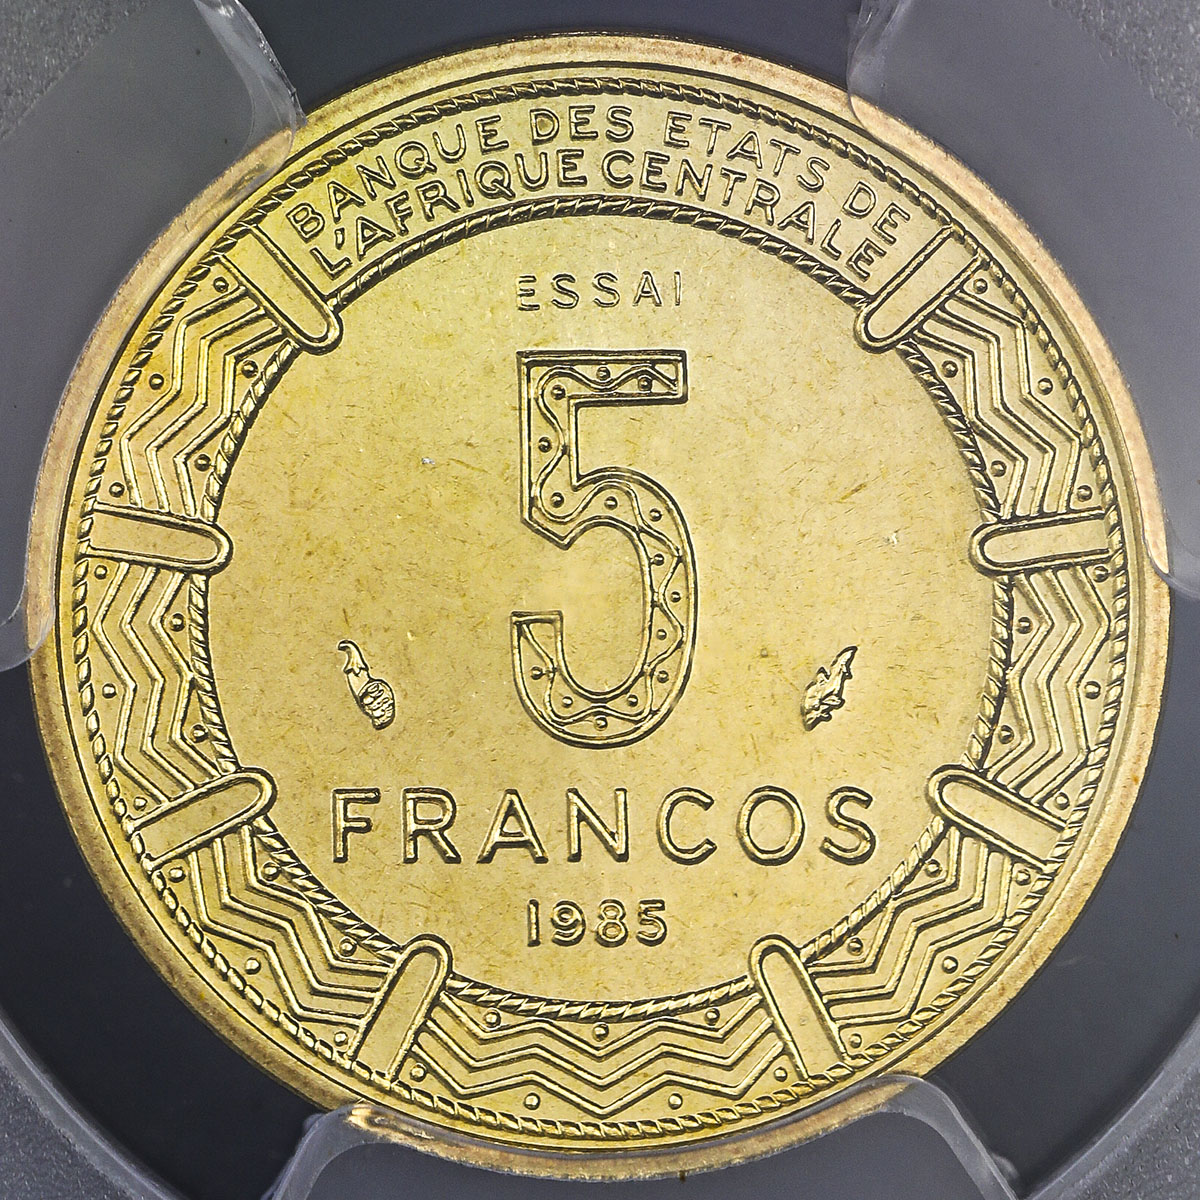 BANQUE DES ETATS DE
L'AFRIQUE CENTRALE
ESSAI
5
FRANCOS
1985